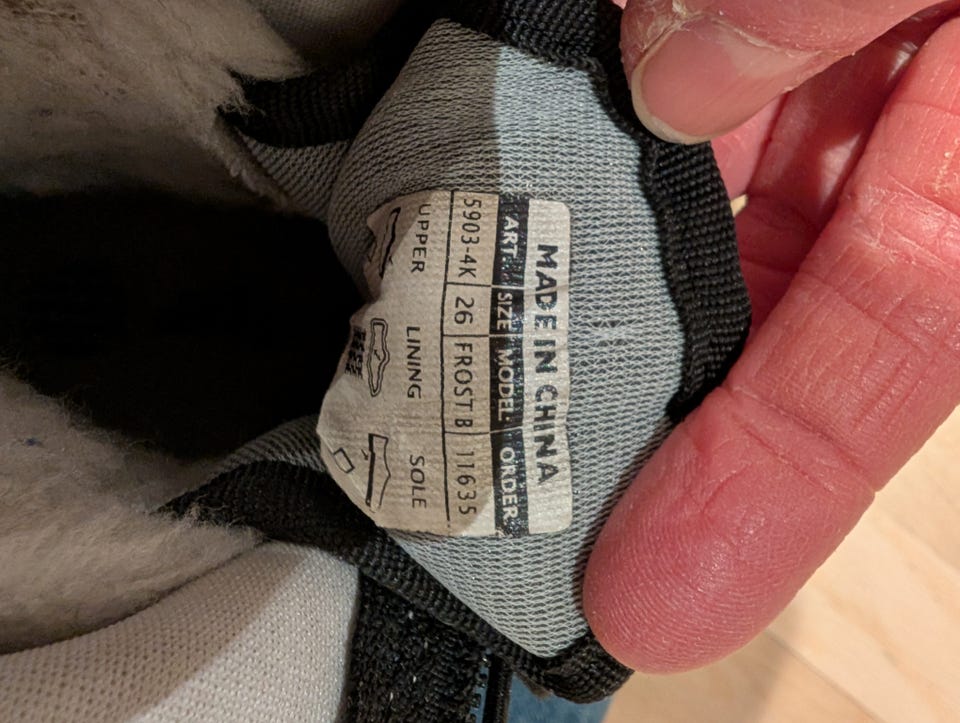 MADE IN CHINA
ART. SIZE MODEL ORDER
5903-4K 26 FROST B 11635
UPPER LINING SOLE